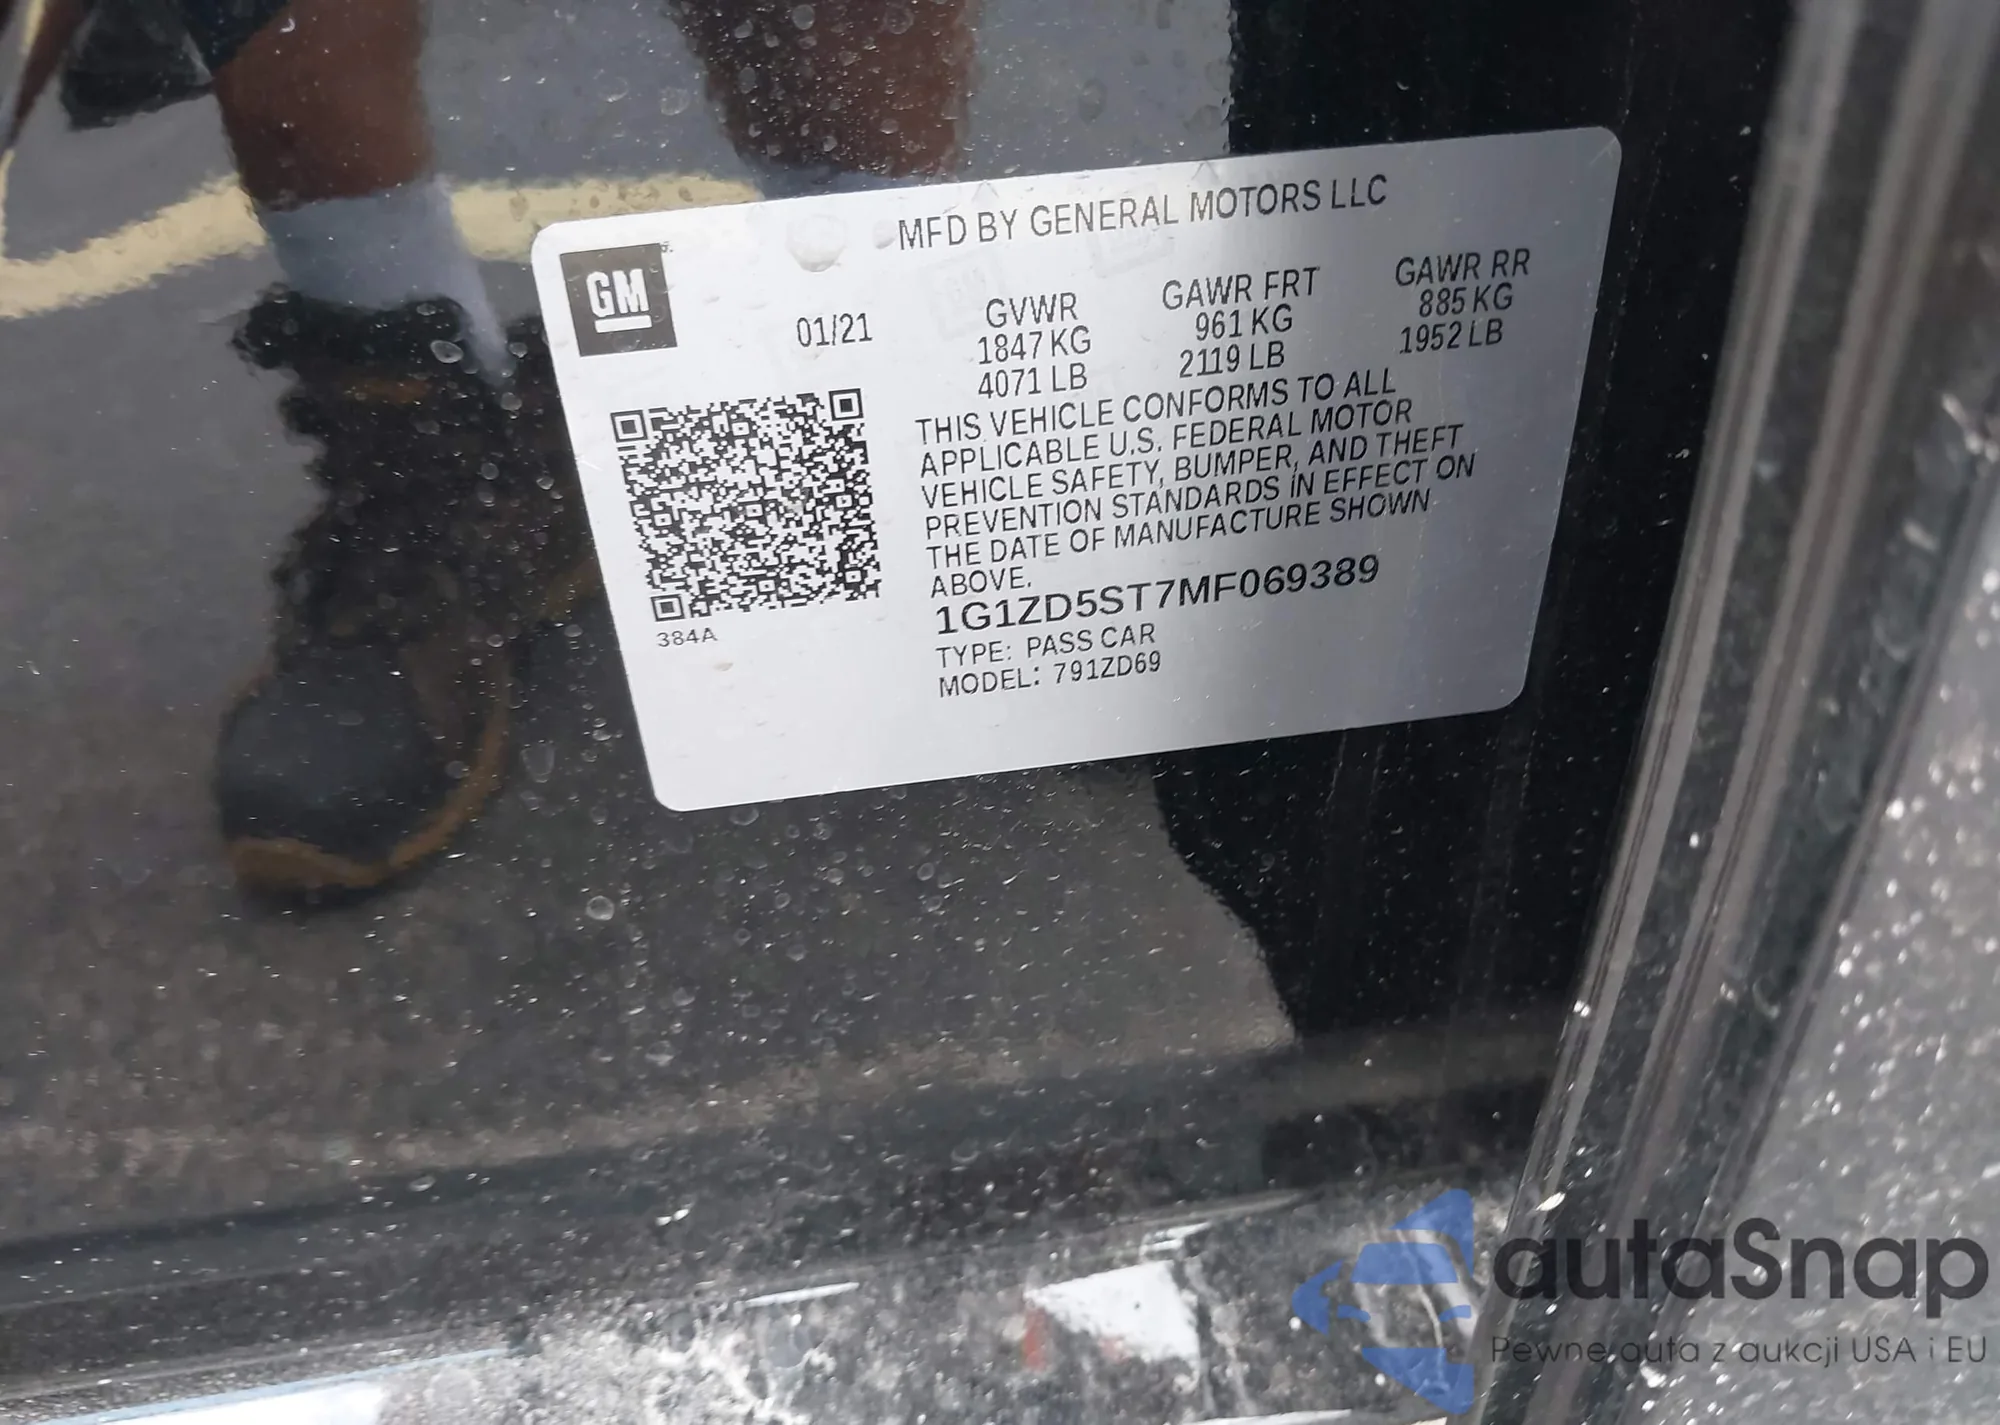 MFD BY GENERAL MOTORS LLC
GM
01/21
GVWR GAWR FRT GAWR RR
1847 KG 961 KG 885 KG
4071 LB 2119 LB 1952 LB
THIS VEHICLE CONFORMS TO ALL
APPLICABLE U.S. FEDERAL MOTOR
VEHICLE SAFETY, BUMPER, AND THEFT
PREVENTION STANDARDS IN EFFECT ON
THE DATE OF MANUFACTURE SHOWN
ABOVE.
1G1ZD5ST7MF069389
384A
TYPE: PASS CAR
MODEL: 791ZD69
autaSnap
Pewne auta z aukcji USA i EU